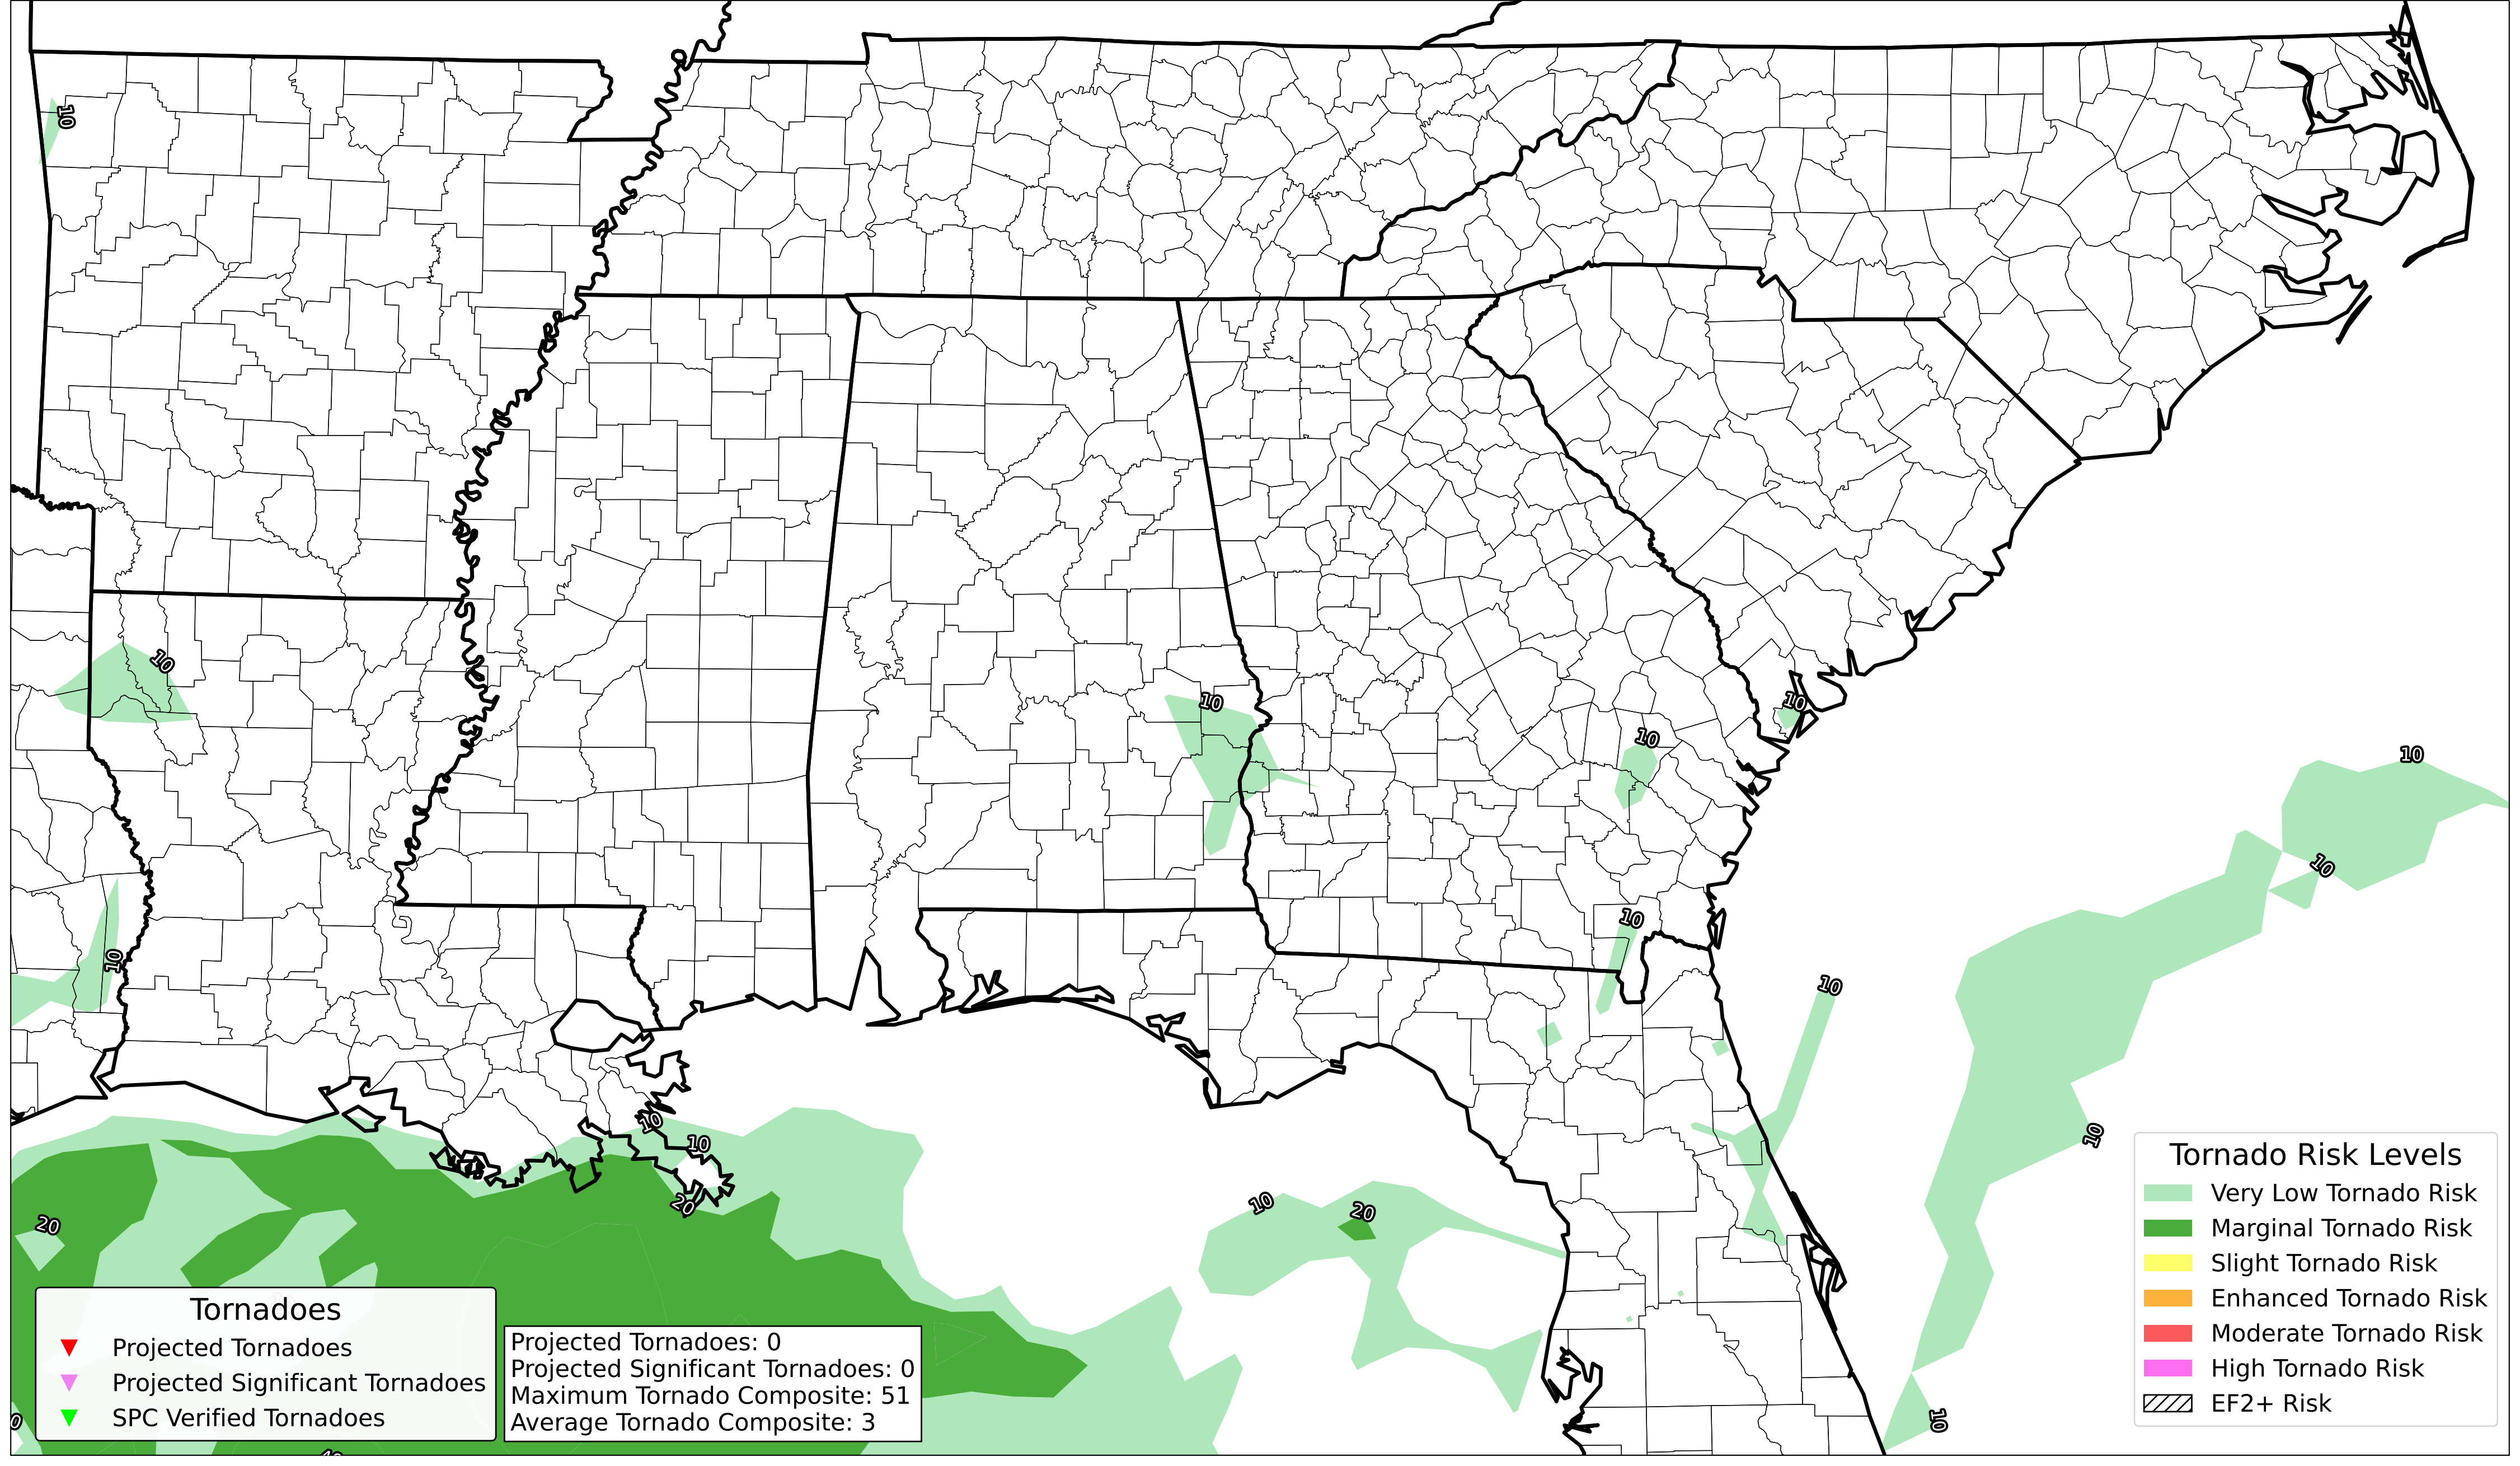 10
10
10
10
10
10
10
10
10
10
10
10
10
10
20
20
10
20
10
Tornado Risk Levels
Very Low Tornado Risk
Marginal Tornado Risk
Slight Tornado Risk
Enhanced Tornado Risk
Moderate Tornado Risk
High Tornado Risk
EF2+ Risk
Tornadoes
Projected Tornadoes
Projected Significant Tornadoes
SPC Verified Tornadoes
Projected Tornadoes: 0
Projected Significant Tornadoes: 0
Maximum Tornado Composite: 51
Average Tornado Composite: 3